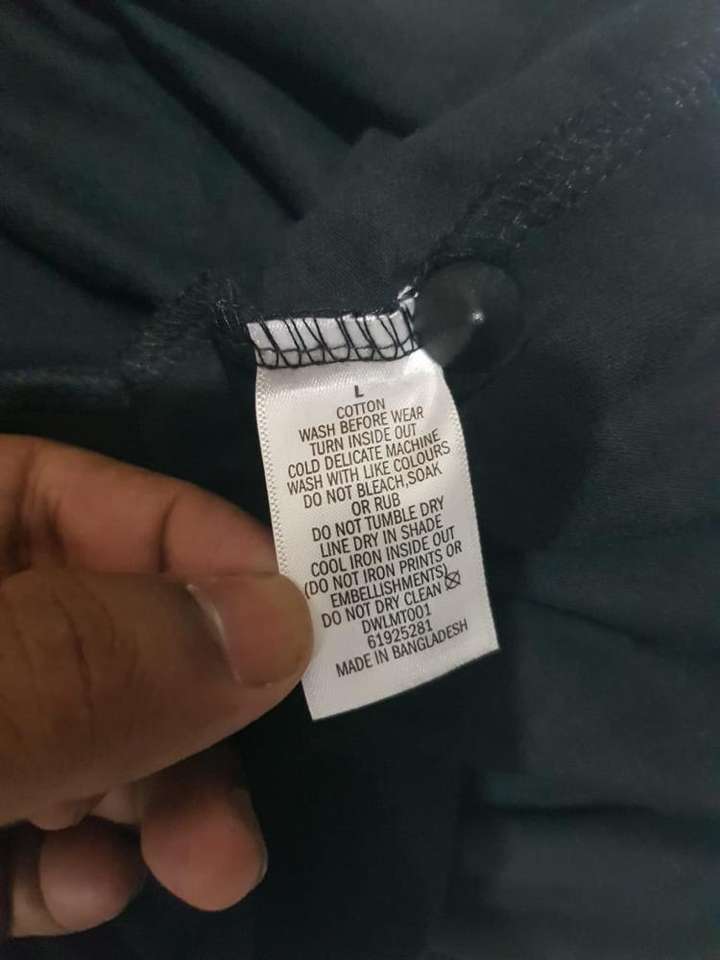 L
COTTON
WASH BEFORE WEAR
TURN INSIDE OUT
COLD DELICATE MACHINE
WASH WITH LIKE COLOURS
DO NOT BLEACH,SOAK
OR RUB
DO NOT TUMBLE DRY
LINE DRY IN SHADE
COOL IRON INSIDE OUT
(DO NOT IRON PRINTS OR
EMBELLISHMENTS)
DO NOT DRY CLEAN
DWLMT001
61925281
MADE IN BANGLADESH